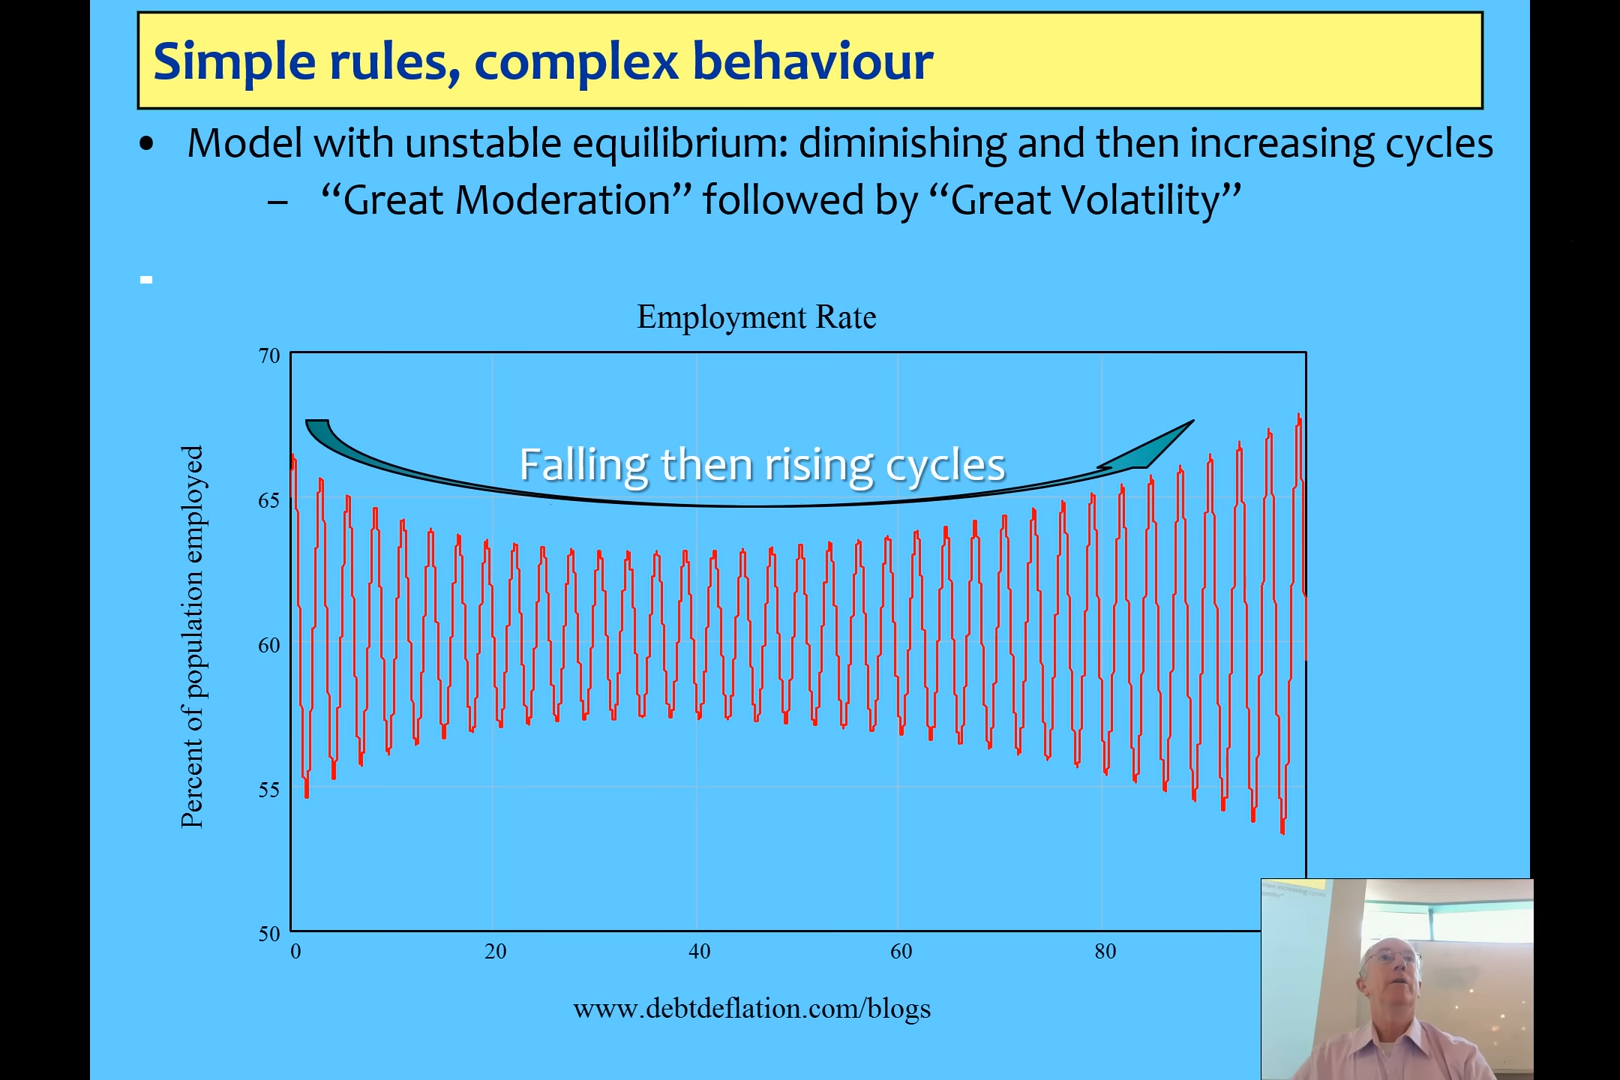 Simple rules, complex behaviour
• Model with unstable equilibrium: diminishing and then increasing cycles
– “Great Moderation” followed by “Great Volatility”
Employment Rate
Falling then rising cycles
Percent of population employed
70
65
60
55
50
0 20 40 60 80
www.debtdeflation.com/blogs